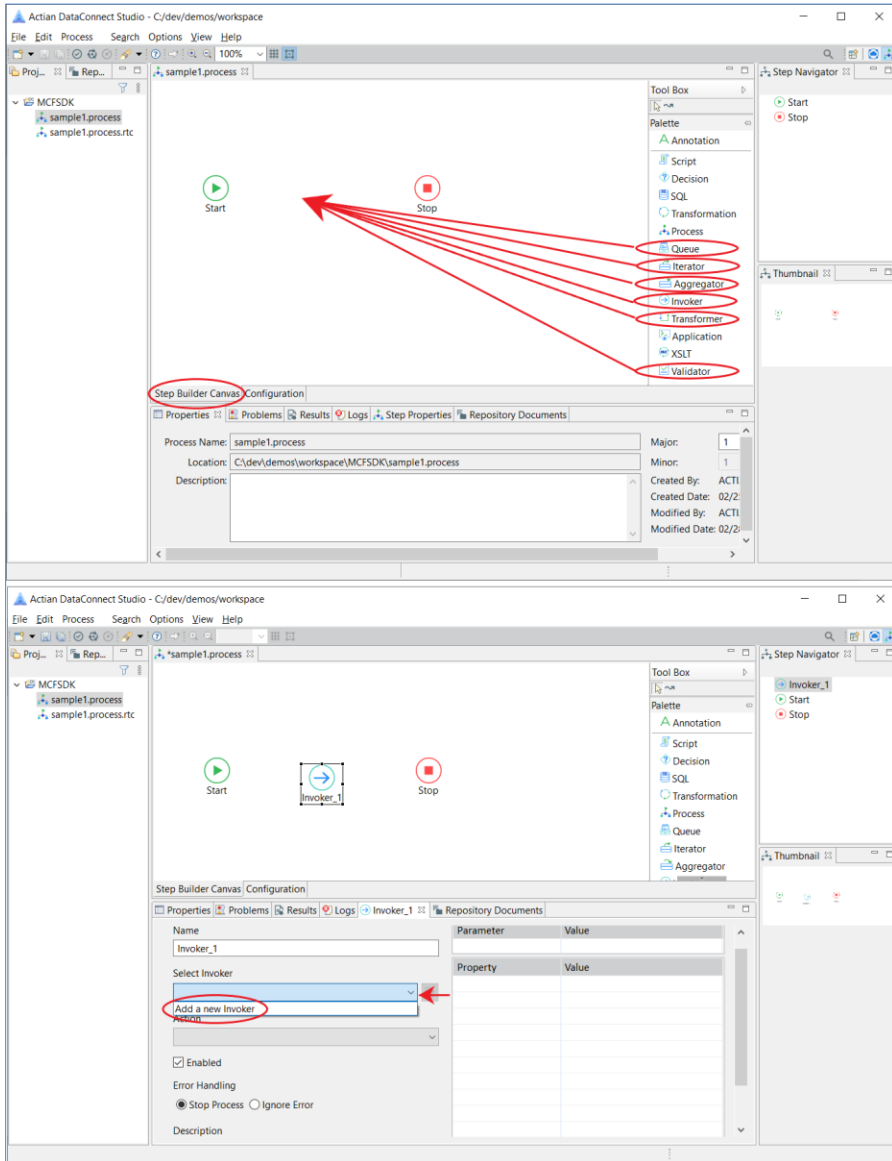 Actian DataConnect Studio - C:/dev/demos/workspace
File Edit Process Search Options View Help
100%
Proj... Rep... sample1.process Step Navigator
MCFSDK
sample1.process
sample1.process.rtc
Start
Stop
Tool Box
Palette
Annotation
Script
Decision
SQL
Transformation
Process
Queue
Iterator
Aggregator
Invoker
Transformer
Application
XSLT
Validator
Start
Stop
Thumbnail
Step Builder Canvas Configuration
Properties Problems Results Logs Step Properties Repository Documents
Process Name: sample1.process
Location: C:\dev\demos\workspace\MCFSDK\sample1.process
Description:
Major: 1
Minor: 1
Created By: ACTI
Created Date: 02/2
Modified By: ACTI
Modified Date: 02/2
Actian DataConnect Studio - C:/dev/demos/workspace
File Edit Process Search Options View Help
Proj... Rep... *sample1.process Step Navigator
MCFSDK
sample1.process
sample1.process.rtc
Start
Invoker_1
Stop
Tool Box
Palette
Annotation
Script
Decision
SQL
Transformation
Process
Queue
Iterator
Aggregator
Invoker_1
Start
Stop
Thumbnail
Step Builder Canvas Configuration
Properties Problems Results Logs Invoker_1 Repository Documents
Name
Invoker_1
Select Invoker
Add a new Invoker
Action
Enabled
Error Handling
Stop Process Ignore Error
Description
Parameter Value
Property Value